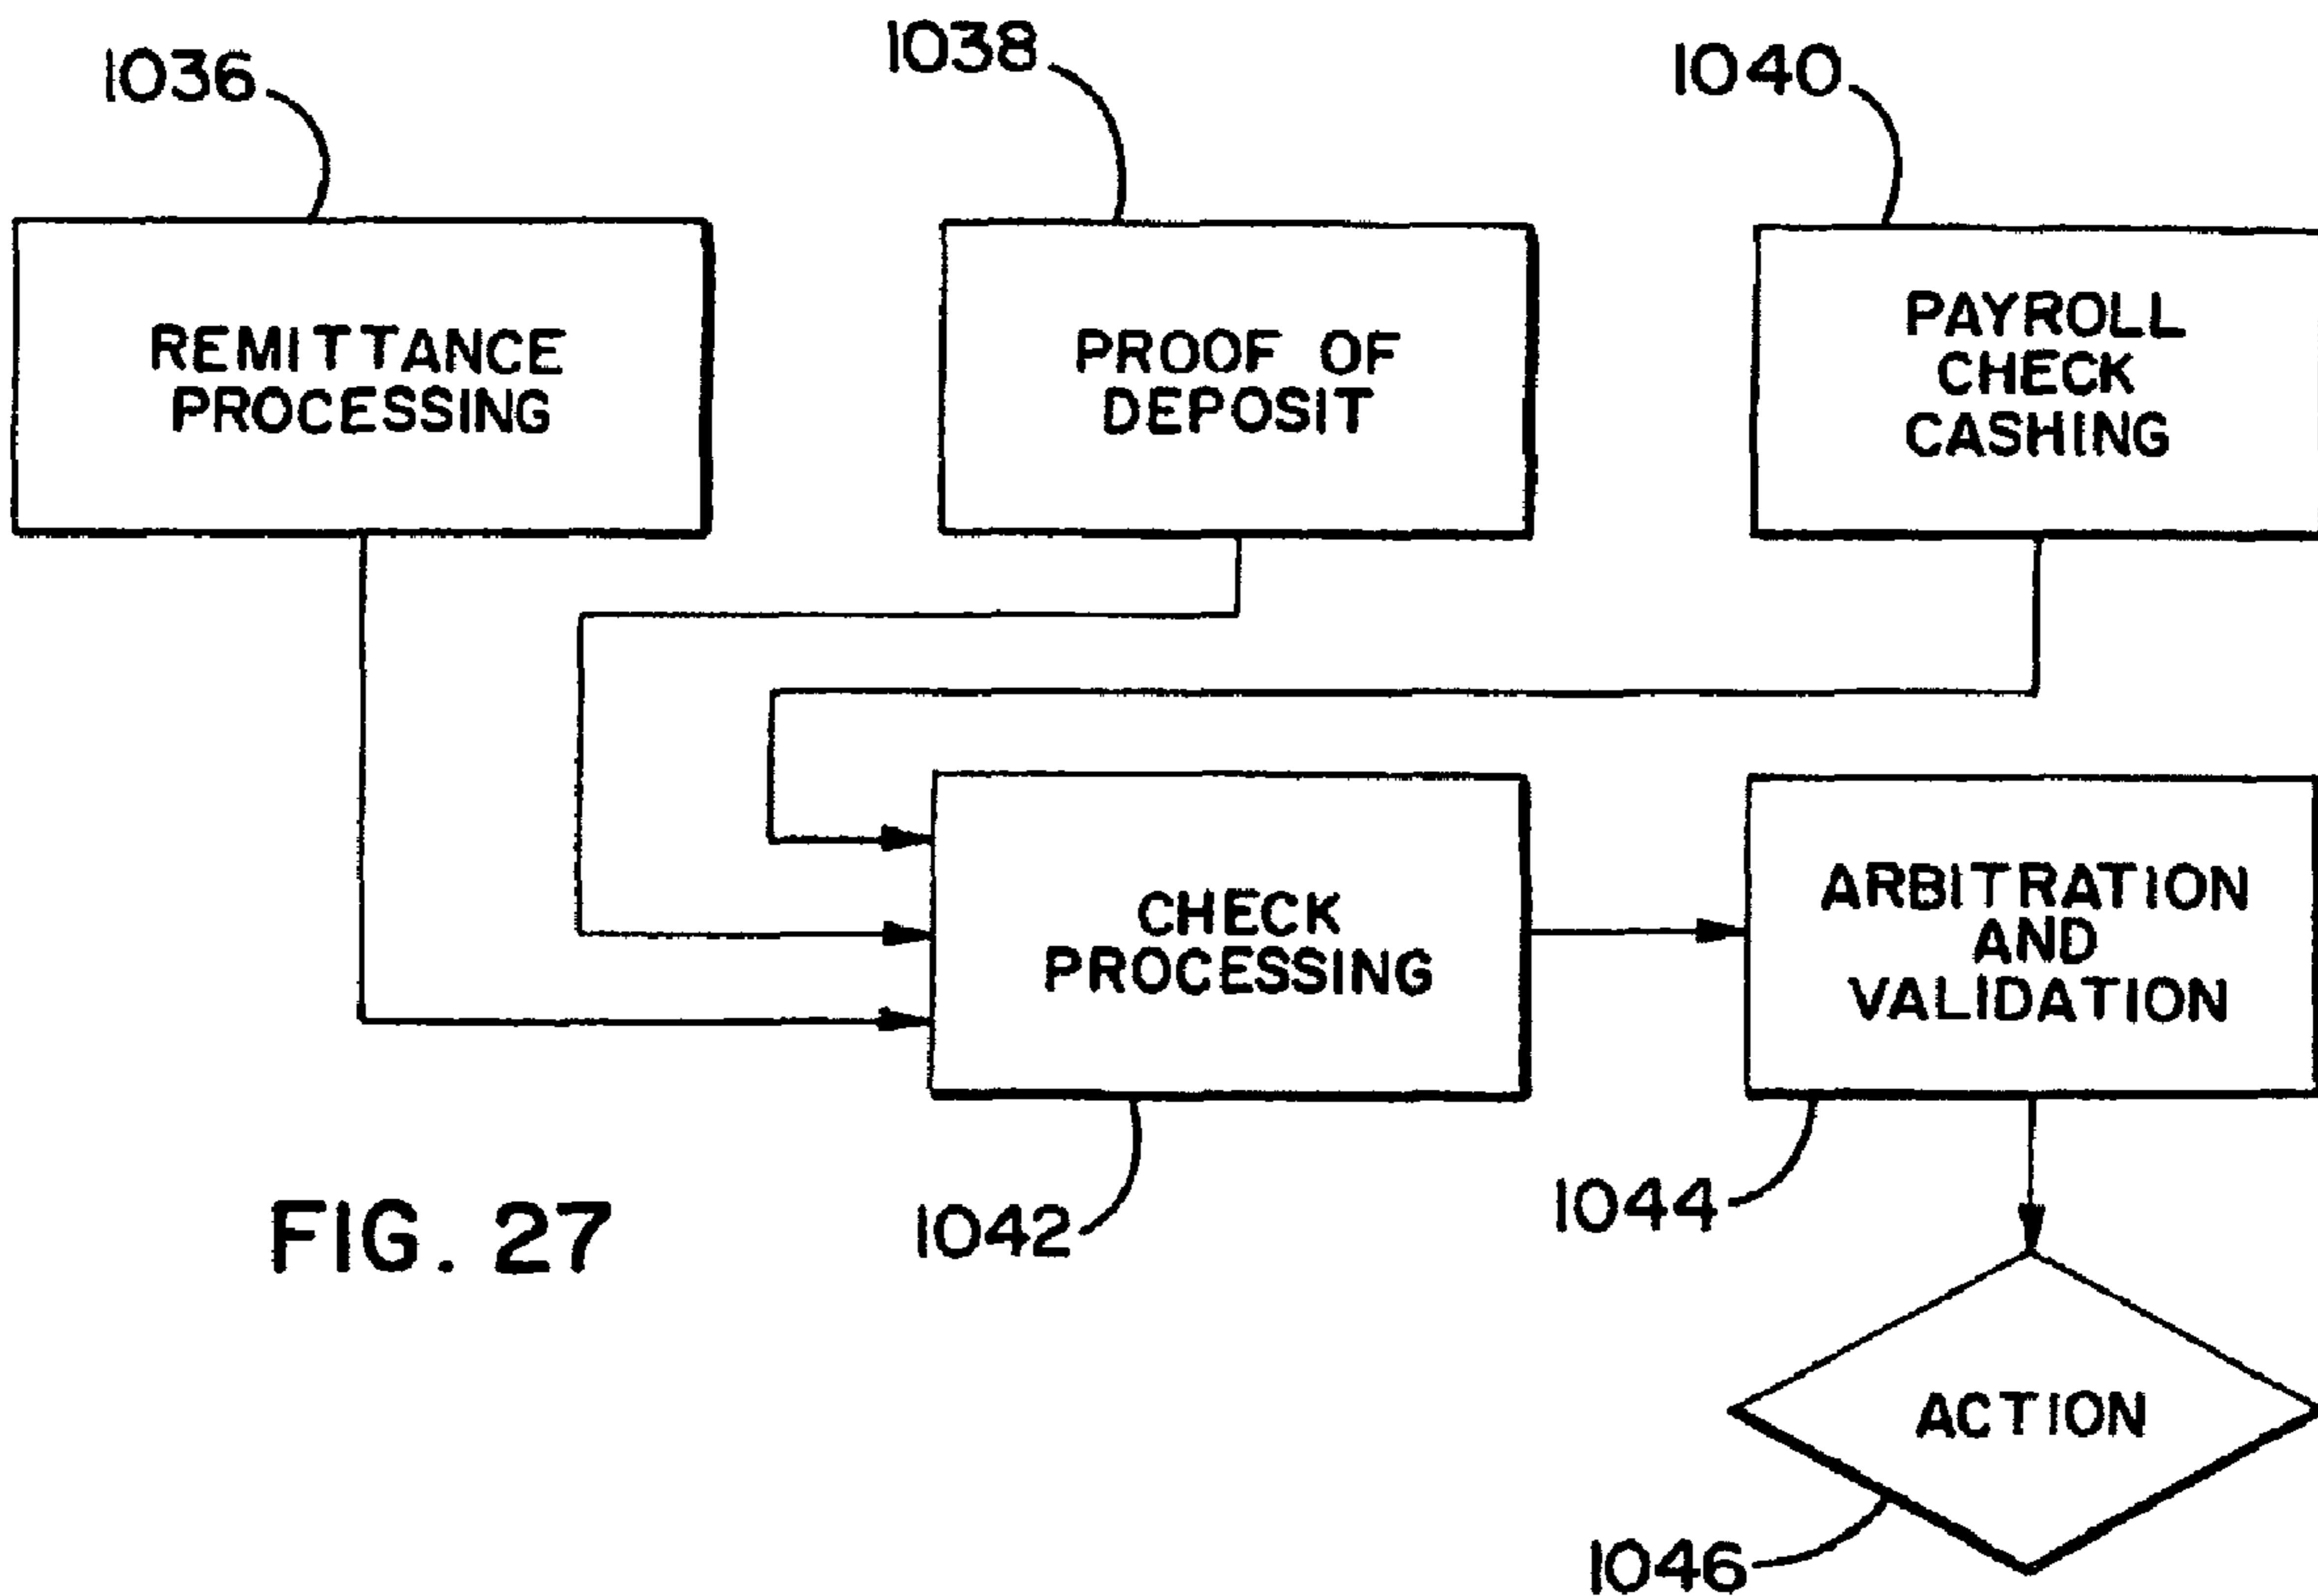 1036
1038
1040
REMITTANCE
PROCESSING
PROOF OF
DEPOSIT
PAYROLL
CHECK
CASHING
CHECK
PROCESSING
ARBITRATION
AND
VALIDATION
1042
1044
FIG. 27
ACTION
1046